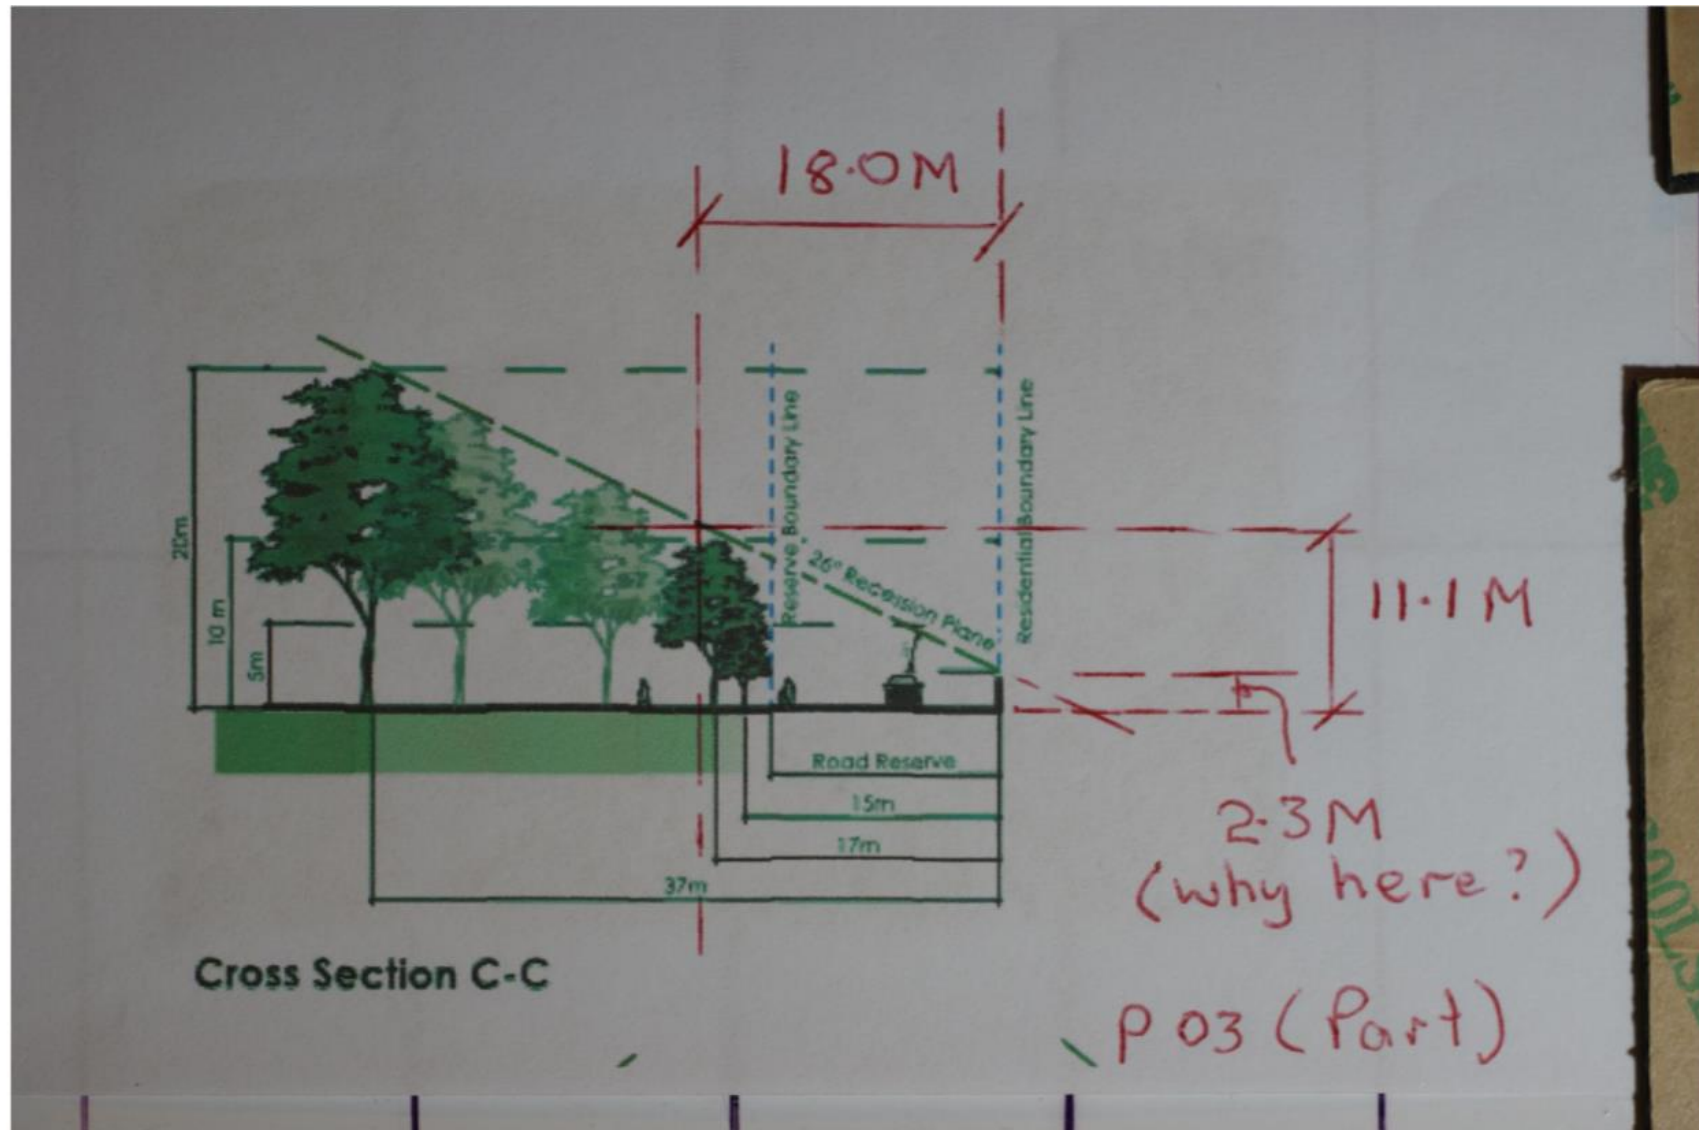 18.0M
Reserve Boundary Line
Residential Boundary Line
26° Recession Plane
20m
10 m
5m
11.1M
Road Reserve
15m
17m
37m
2.3M
(why here?)
Cross Section C-C
P 03 (Part)